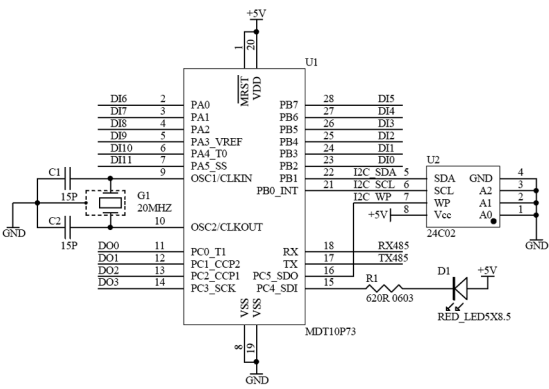 +5V
1 20
U1
MRST VDD
DI6 2 PA0 PB7 28 DI5
DI7 3 PA1 PB6 27 DI4
DI8 4 PA2 PB5 26 DI3
DI9 5 PA3_VREF PB4 25 DI2
DI10 6 PA4_T0 PB3 24 DI1
DI11 7 PA5_SS PB2 23 DI0
U2
C1 9 OSC1/CLKIN PB1 22 I2C_SDA 5 SDA GND 4
PB0_INT 21 I2C_SCL 6 SCL A2 3
15P G1 I2C_WP 7 WP A1 2
20MHZ +5V 8 Vcc A0 1
C2 10 OSC2/CLKOUT
GND 15P 24C02 GND
DO0 11 PC0_T1 RX 18 RX485
DO1 12 PC1_CCP2 TX 17 TX485
DO2 13 PC2_CCP1 PC5_SDO 16
DO3 14 PC3_SCK PC4_SDI 15
R1 D1 +5V
620R 0603
VSS VSS RED_LED5X8.5
MDT10P73
8 19
GND